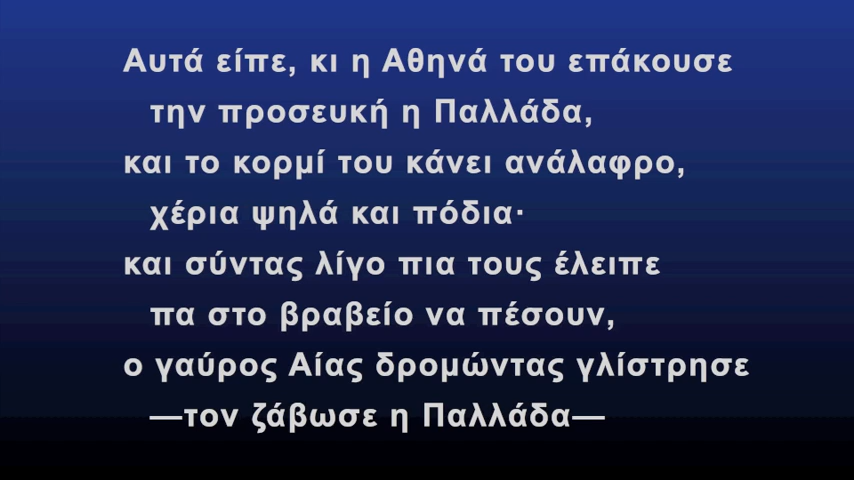 Αυτά είπε, κι η Αθηνά του επάκουσε
την προσευκή η Παλλάδα,
και το κορμί του κάνει ανάλαφρο,
χέρια ψηλά και πόδια·
και σύντας λίγο πια τους έλειπε
πα στο βραβείο να πέσουν,
ο γαύρος Αίας δρομώντας γλίστρησε
—τον ζάβωσε η Παλλάδα—